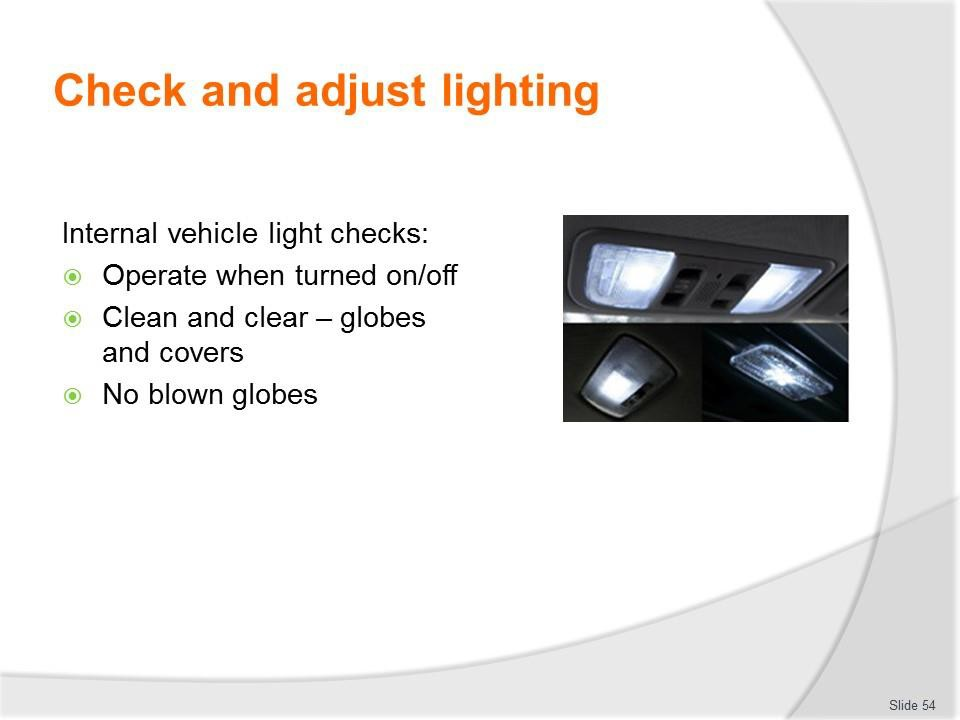 Check and adjust lighting
Internal vehicle light checks:
Operate when turned on/off
Clean and clear – globes
and covers
No blown globes
Slide 54